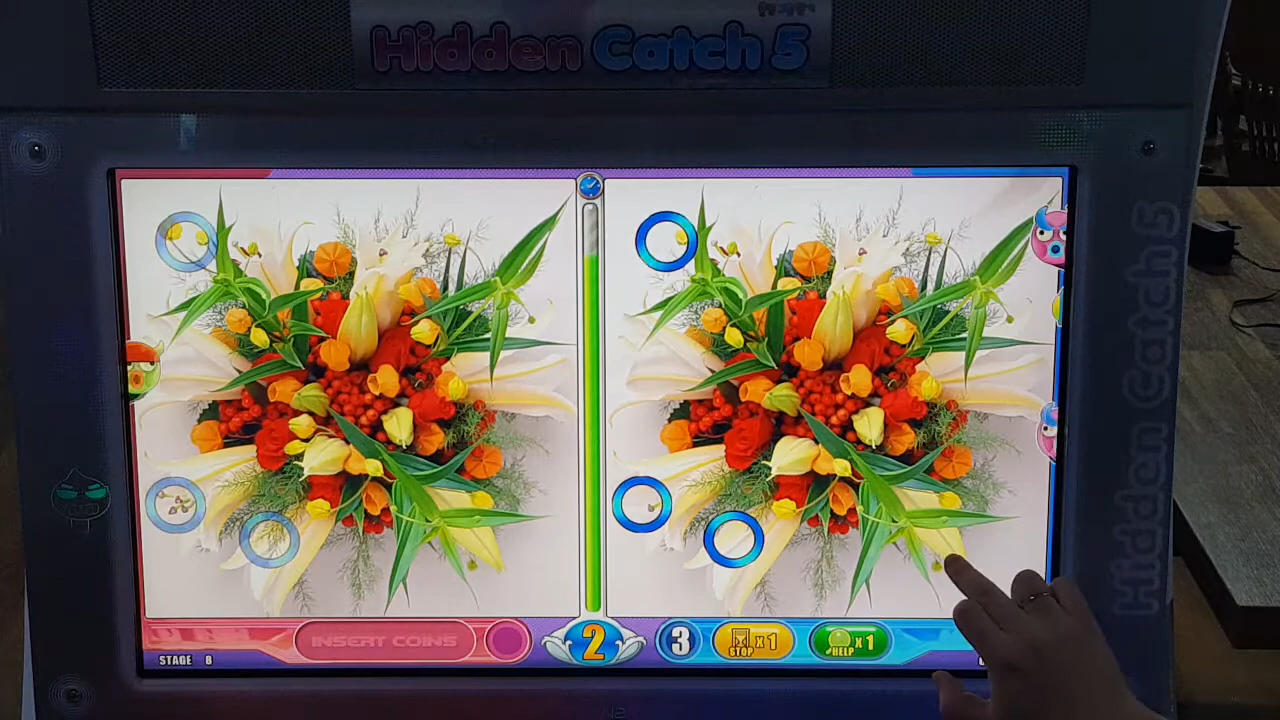 Hidden Catch 5
Hidden Catch 5
INSERT COINS
2
3
STOP x1
HELP x1
STAGE 8